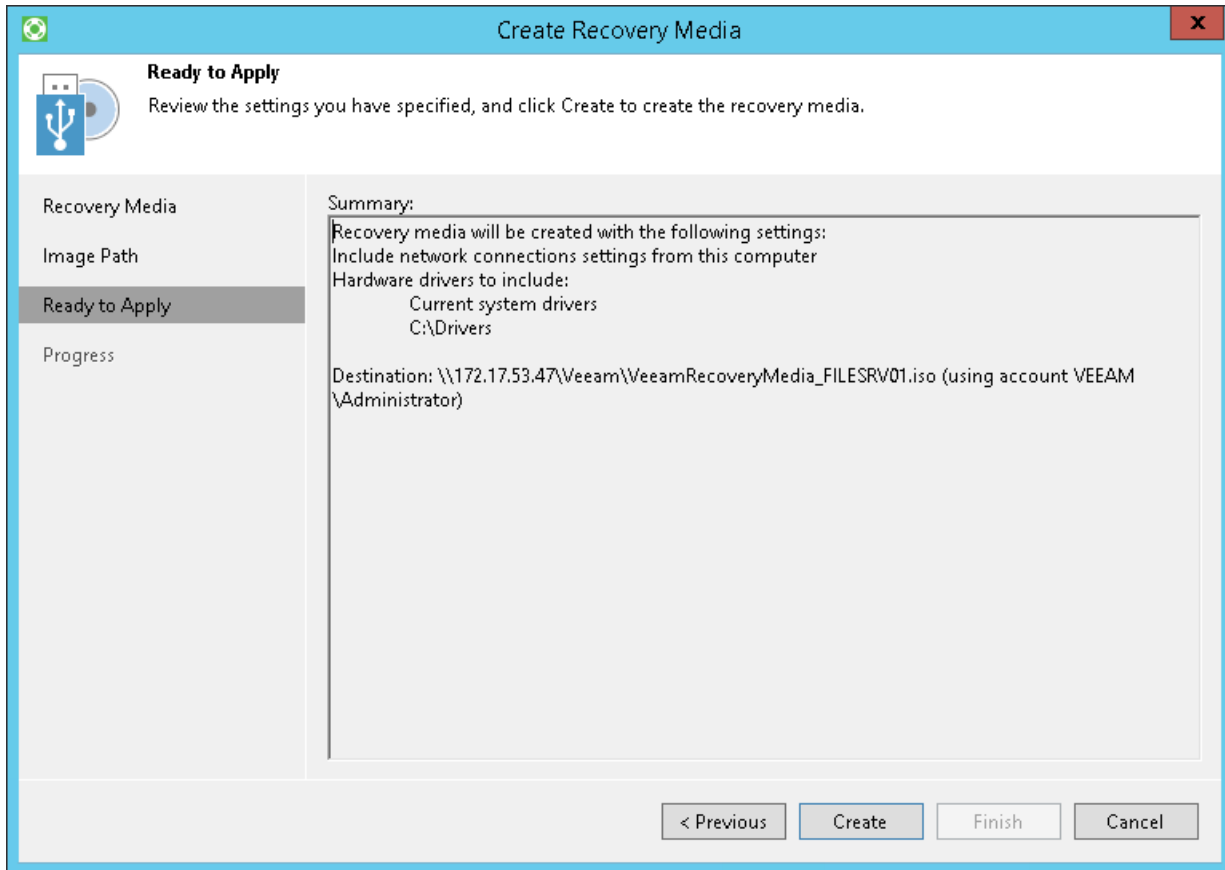 Create Recovery Media
x
Ready to Apply
Review the settings you have specified, and click Create to create the recovery media.
Recovery Media
Image Path
Ready to Apply
Progress
Summary:
Recovery media will be created with the following settings:
Include network connections settings from this computer
Hardware drivers to include:
Current system drivers
C:\Drivers
Destination: \\172.17.53.47\Veeam\VeeamRecoveryMedia_FILESRV01.iso (using account VEEAM
\Administrator)
< Previous
Create
Finish
Cancel